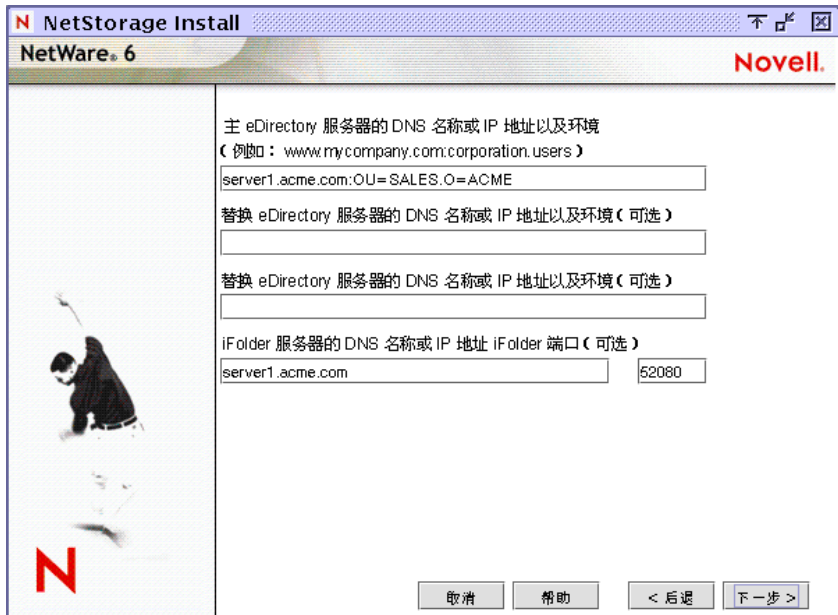 N NetStorage Install
NetWare® 6
Novell.
主 eDirectory 服务器的 DNS 名称或 IP 地址以及环境
(例如: www.mycompany.com:corporation.users)
server1.acme.com:OU=SALES.O=ACME
替换 eDirectory 服务器的 DNS 名称或 IP 地址以及环境(可选)
替换 eDirectory 服务器的 DNS 名称或 IP 地址以及环境(可选)
iFolder 服务器的 DNS 名称或 IP 地址 iFolder 端口(可选)
server1.acme.com 52080
N
取消 帮助 < 后退 下一步 >